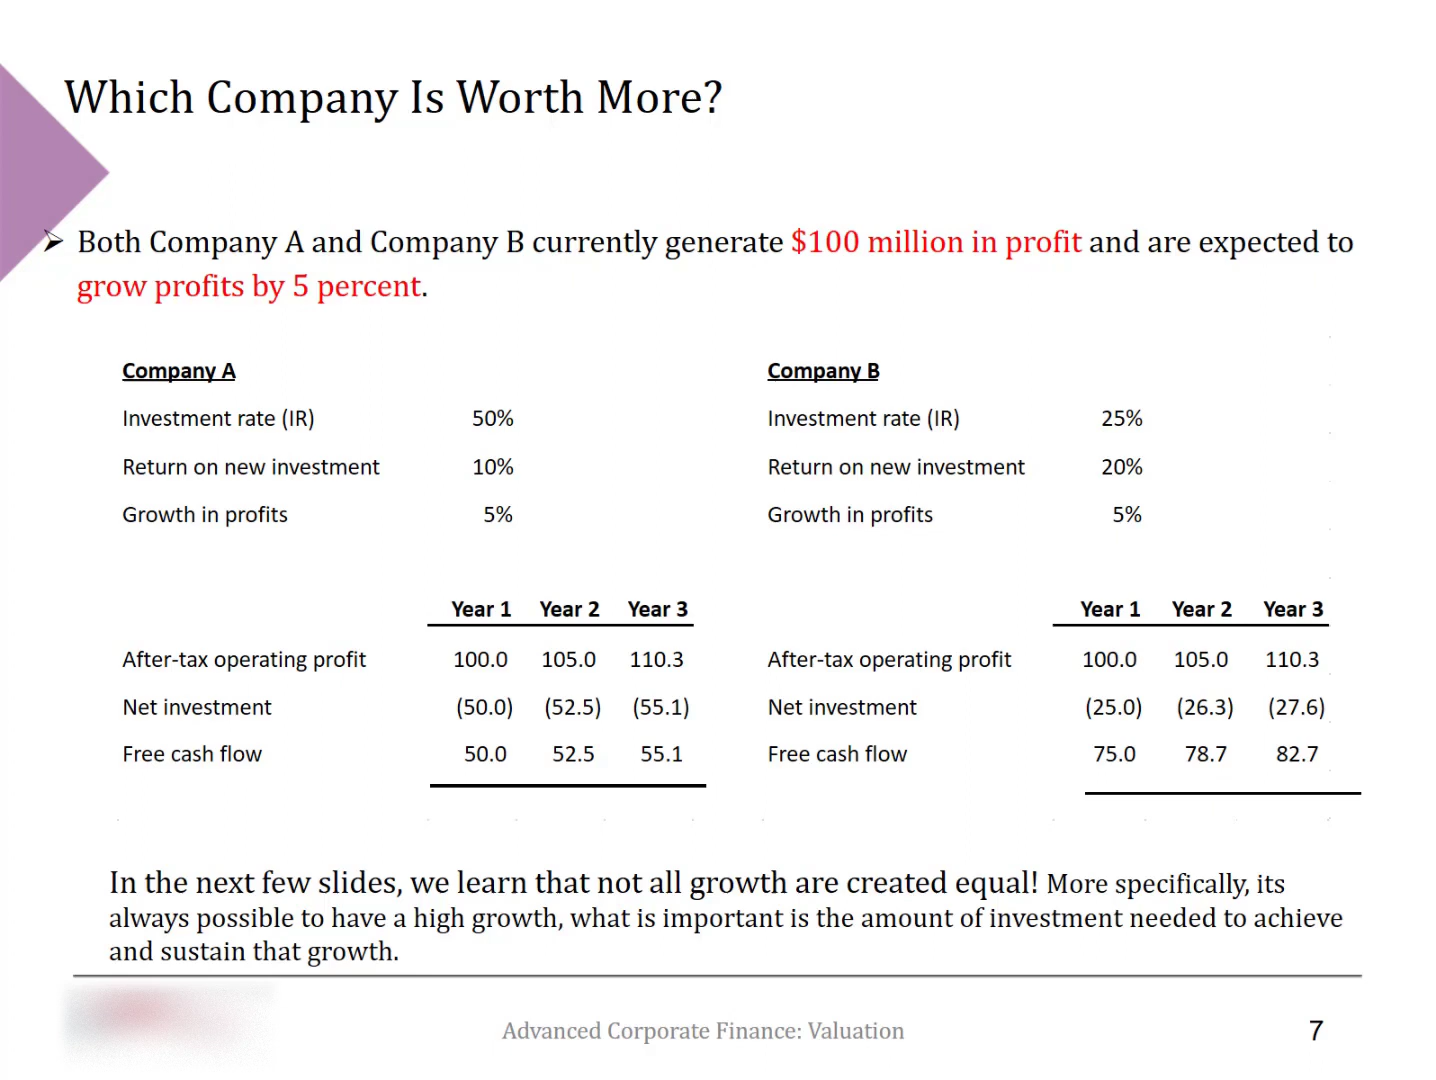 Which Company Is Worth More?
➢ Both Company A and Company B currently generate $100 million in profit and are expected to
grow profits by 5 percent.
Company A
Investment rate (IR) 50%
Return on new investment 10%
Growth in profits 5%
Year 1 Year 2 Year 3
After-tax operating profit 100.0 105.0 110.3
Net investment (50.0) (52.5) (55.1)
Free cash flow 50.0 52.5 55.1
Company B
Investment rate (IR) 25%
Return on new investment 20%
Growth in profits 5%
Year 1 Year 2 Year 3
After-tax operating profit 100.0 105.0 110.3
Net investment (25.0) (26.3) (27.6)
Free cash flow 75.0 78.7 82.7
In the next few slides, we learn that not all growth are created equal! More specifically, its
always possible to have a high growth, what is important is the amount of investment needed to achieve
and sustain that growth.
Advanced Corporate Finance: Valuation
7